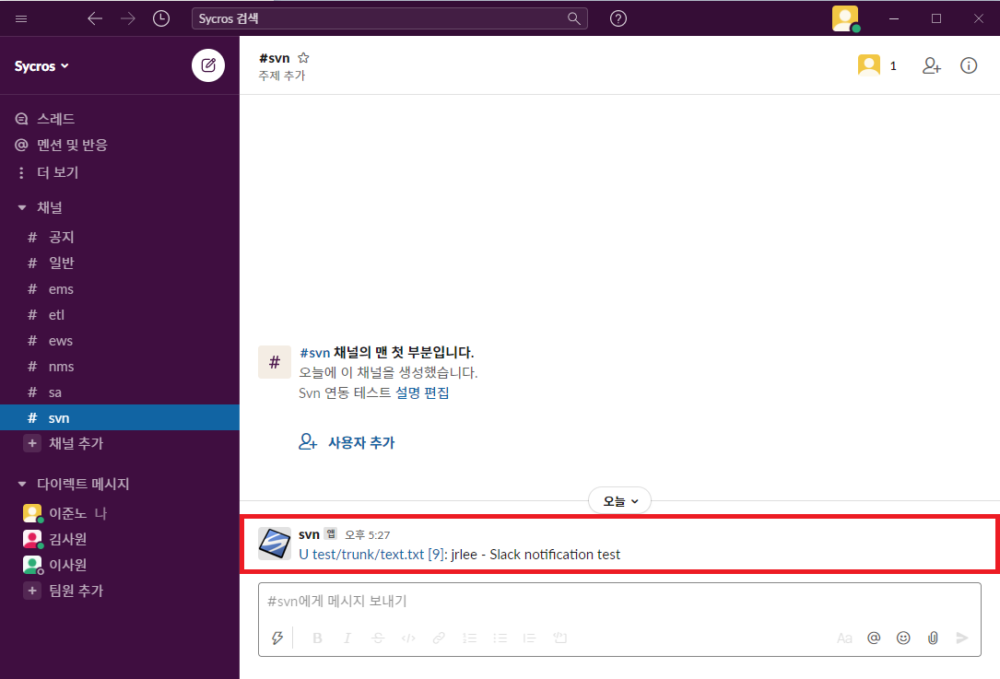 Sycros 검색
Sycros
스레드
멘션 및 반응
더 보기
채널
# 공지
# 일반
# ems
# etl
# ews
# nms
# sa
# svn
+ 채널 추가
다이렉트 메시지
이준노 나
김사원
이사원
+ 팀원 추가
#svn
주제 추가
1
#
#svn 채널의 맨 첫 부분입니다.
오늘에 이 채널을 생성했습니다.
Svn 연동 테스트 설명 편집
사용자 추가
오늘
svn 앱 오후 5:27
U test/trunk/text.txt [9]: jrlee - Slack notification test
#svn에게 메시지 보내기
B I S </> Aa @